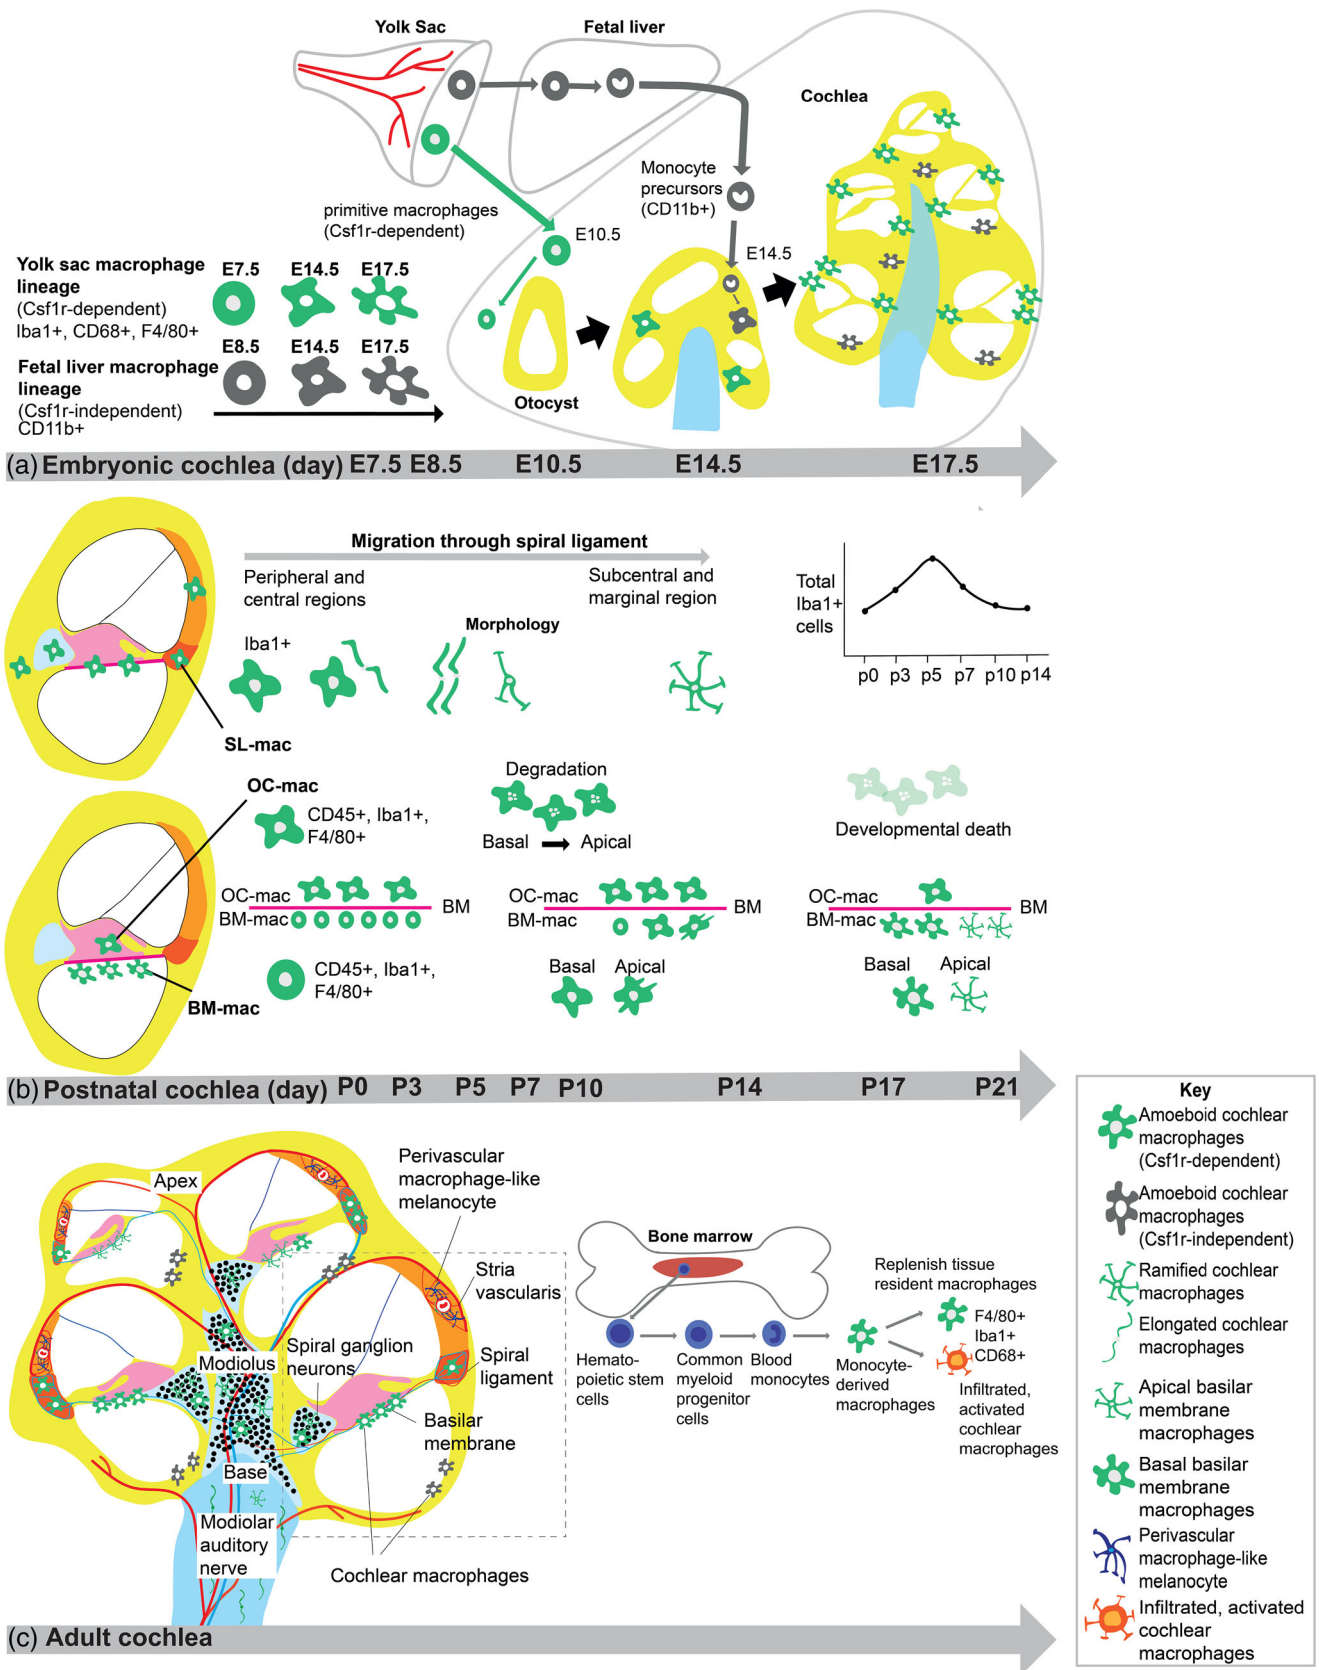 Yolk Sac
Fetal liver
Cochlea
Monocyte
precursors
(CD11b+)
primitive macrophages
(Csf1r-dependent)
E10.5
E14.5
Yolk sac macrophage
lineage
(Csf1r-dependent)
Iba1+, CD68+, F4/80+
E7.5 E14.5 E17.5
Fetal liver macrophage
lineage
(Csf1r-independent)
CD11b+
E8.5 E14.5 E17.5
Otocyst
(a) Embryonic cochlea (day) E7.5 E8.5 E10.5 E14.5 E17.5
Migration through spiral ligament
Peripheral and
central regions
Subcentral and
marginal region
Morphology
Iba1+
Total
Iba1+
cells
p0 p3 p5 p7 p10 p14
SL-mac
OC-mac
CD45+, Iba1+,
F4/80+
Degradation
Basal Apical
Developmental death
OC-mac
BM-mac
BM
OC-mac
BM-mac
BM
OC-mac
BM-mac
BM
CD45+, Iba1+,
F4/80+
Basal Apical
Basal Apical
BM-mac
(b) Postnatal cochlea (day) P0 P3 P5 P7 P10 P14 P17 P21
Apex
Perivascular
macrophage-like
melanocyte
Stria
vascularis
Spiral ganglion
neurons
Modiolus
Spiral
ligament
Basilar
membrane
Base
Modiolar
auditory
nerve
Cochlear macrophages
Bone marrow
Hemato-
poietic stem
cells
Common
myeloid
progenitor
cells
Blood
monocytes
Monocyte-
derived
macrophages
Replenish tissue
resident macrophages
F4/80+
Iba1+
CD68+
Infiltrated,
activated
cochlear
macrophages
(c) Adult cochlea
Key
Amoeboid cochlear
macrophages
(Csf1r-dependent)
Amoeboid cochlear
macrophages
(Csf1r-independent)
Ramified cochlear
macrophages
Elongated cochlear
macrophages
Apical basilar
membrane
macrophages
Basal basilar
membrane
macrophages
Perivascular
macrophage-like
melanocyte
Infiltrated, activated
cochlear
macrophages